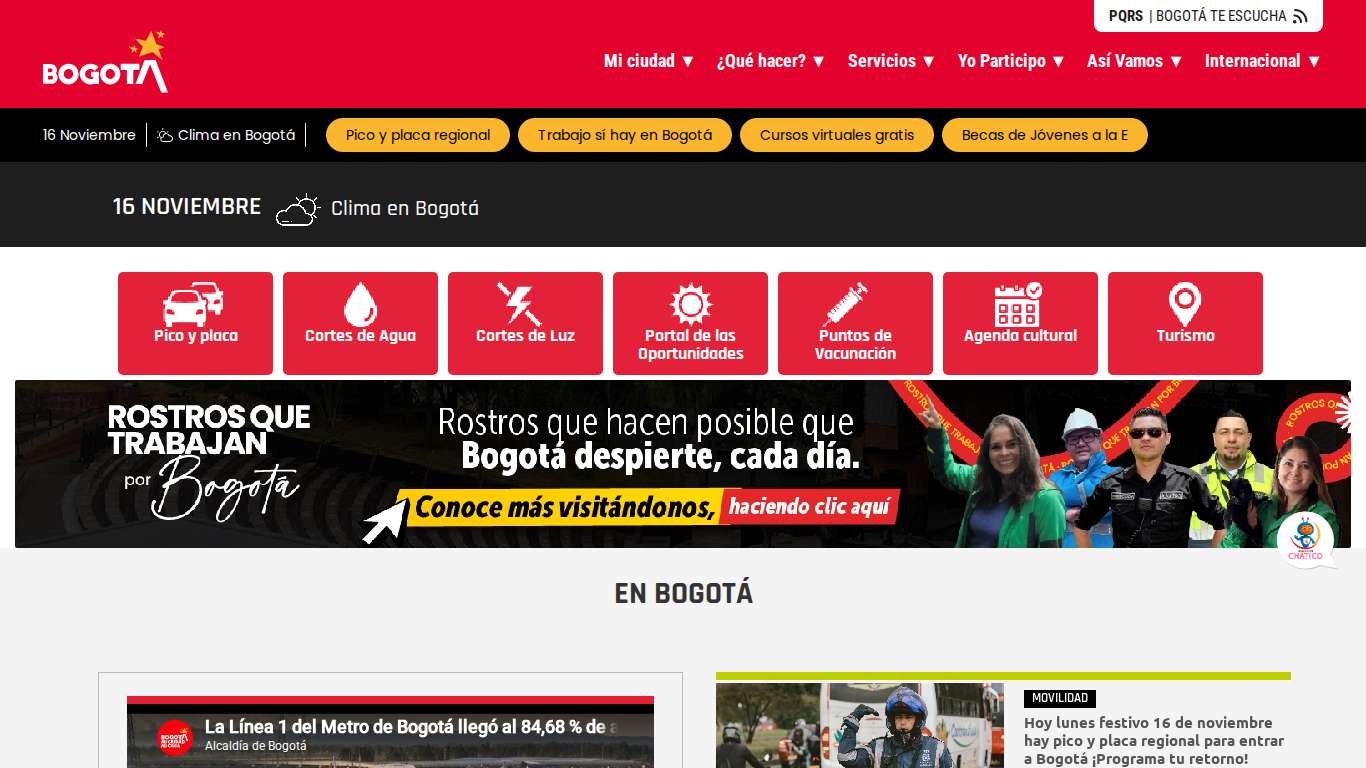 PQRS | BOGOTÁ TE ESCUCHA
BOGOTÁ
Mi ciudad ▼ ¿Qué hacer? ▼ Servicios ▼ Yo Participo ▼ Así Vamos ▼ Internacional ▼
16 Noviembre Clima en Bogotá Pico y placa regional Trabajo sí hay en Bogotá Cursos virtuales gratis Becas de Jóvenes a la E
16 NOVIEMBRE Clima en Bogotá
Pico y placa
Cortes de Agua
Cortes de Luz
Portal de las
Oportunidades
Puntos de
Vacunación
Agenda cultural
Turismo
ROSTROS QUE
TRABAJAN
por Bogotá
Rostros que hacen posible que
Bogotá despierte, cada día.
Conoce más visitándonos, haciendo clic aquí
CHATICO
EN BOGOTÁ
La Línea 1 del Metro de Bogotá llegó al 84,68 % de a
Alcaldía de Bogotá
BOGOTÁ
MI CIUDAD
MI CASA
MOVILIDAD
Hoy lunes festivo 16 de noviembre
hay pico y placa regional para entrar
a Bogotá ¡Programa tu retorno!